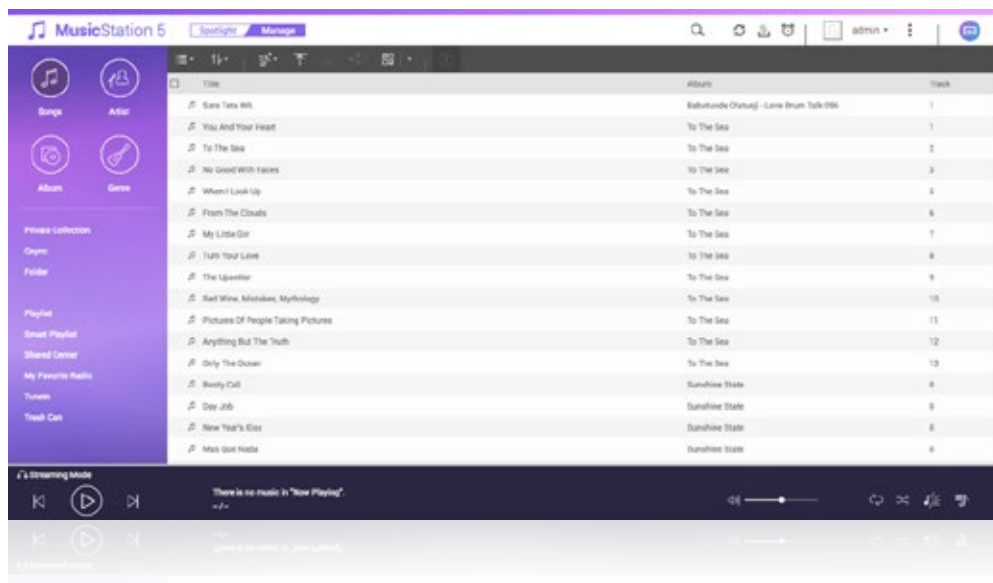 MusicStation 5 Spotlight Manage admin
Songs Artist
Album Genre
Private Collection
Qsync
Folder
Playlist
Smart Playlist
Shared Center
My Favorite Radio
TuneIn
Trash Can
Title Album Track
Sare Tete Wa Babatunde Olatunji - Love Drum Talk 1
You And Your Heart To The Sea 1
To The Sea To The Sea 2
No Good With Faces To The Sea 3
When I Look Up To The Sea
From The Clouds To The Sea 6
My Little Girl To The Sea 7
Turn Your Love To The Sea 8
The Upsetter To The Sea 9
Red Wine, Mistakes, Mythology To The Sea 10
Pictures Of People Taking Pictures To The Sea 11
Anything But The Truth To The Sea 12
Only The Ocean To The Sea 13
Booty Call Sunshine State
Day Job Sunshine State
New Year's Kiss Sunshine State
Mas Que Nada Sunshine State
Streaming Mode
There is no music in "Now Playing".
--/--